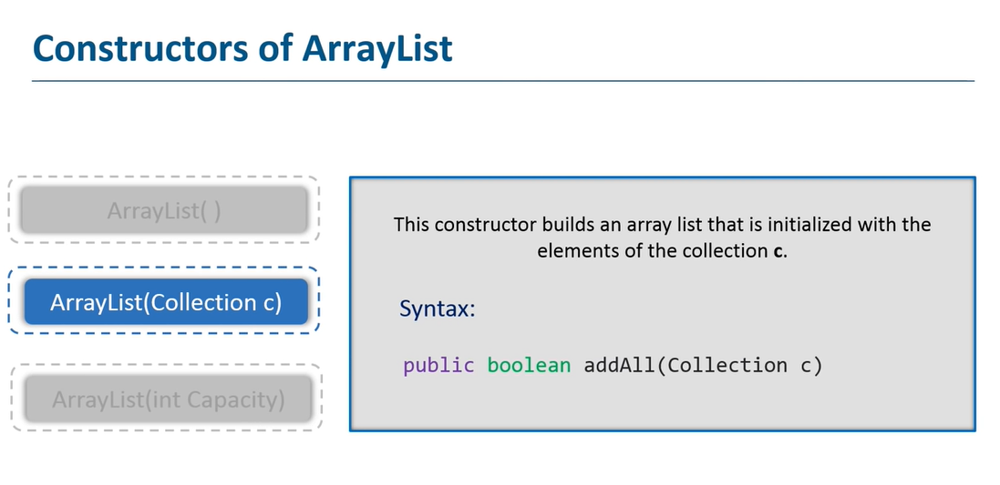 Constructors of ArrayList
ArrayList( )
ArrayList(Collection c)
ArrayList(int Capacity)
This constructor builds an array list that is initialized with the
elements of the collection c.
Syntax:
public boolean addAll(Collection c)